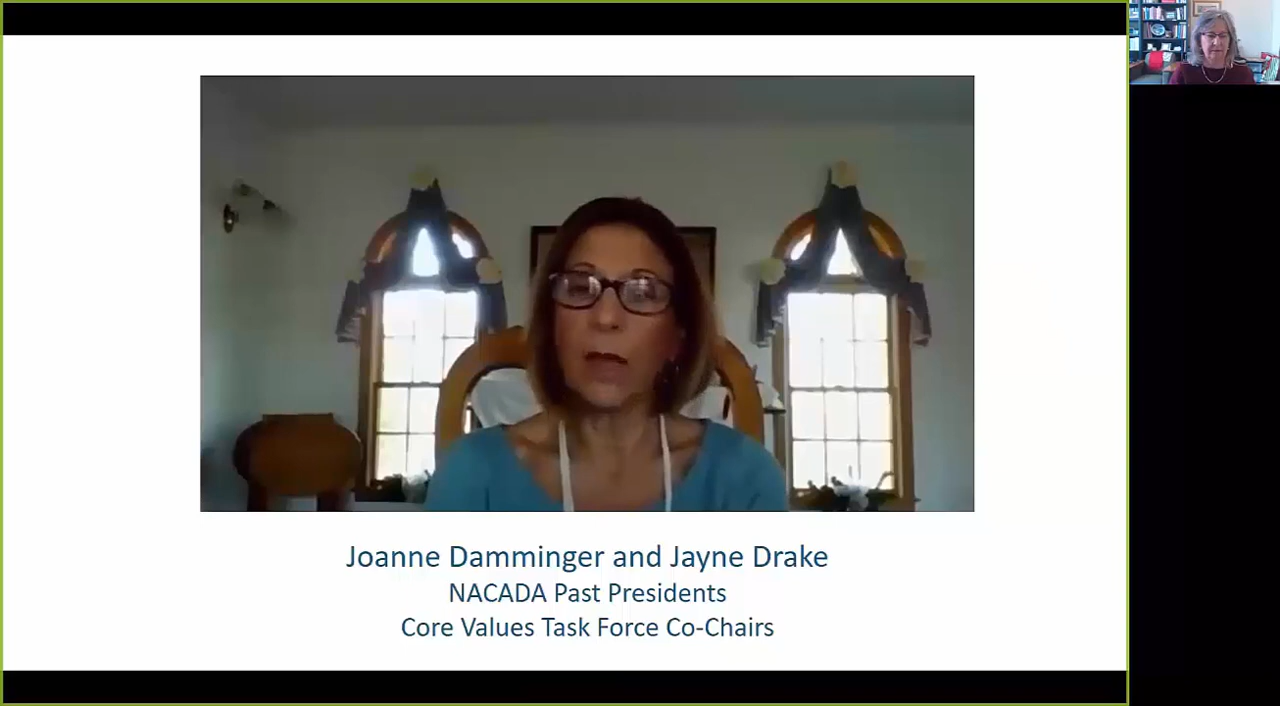 Joanne Damminger and Jayne Drake
NACADA Past Presidents
Core Values Task Force Co-Chairs